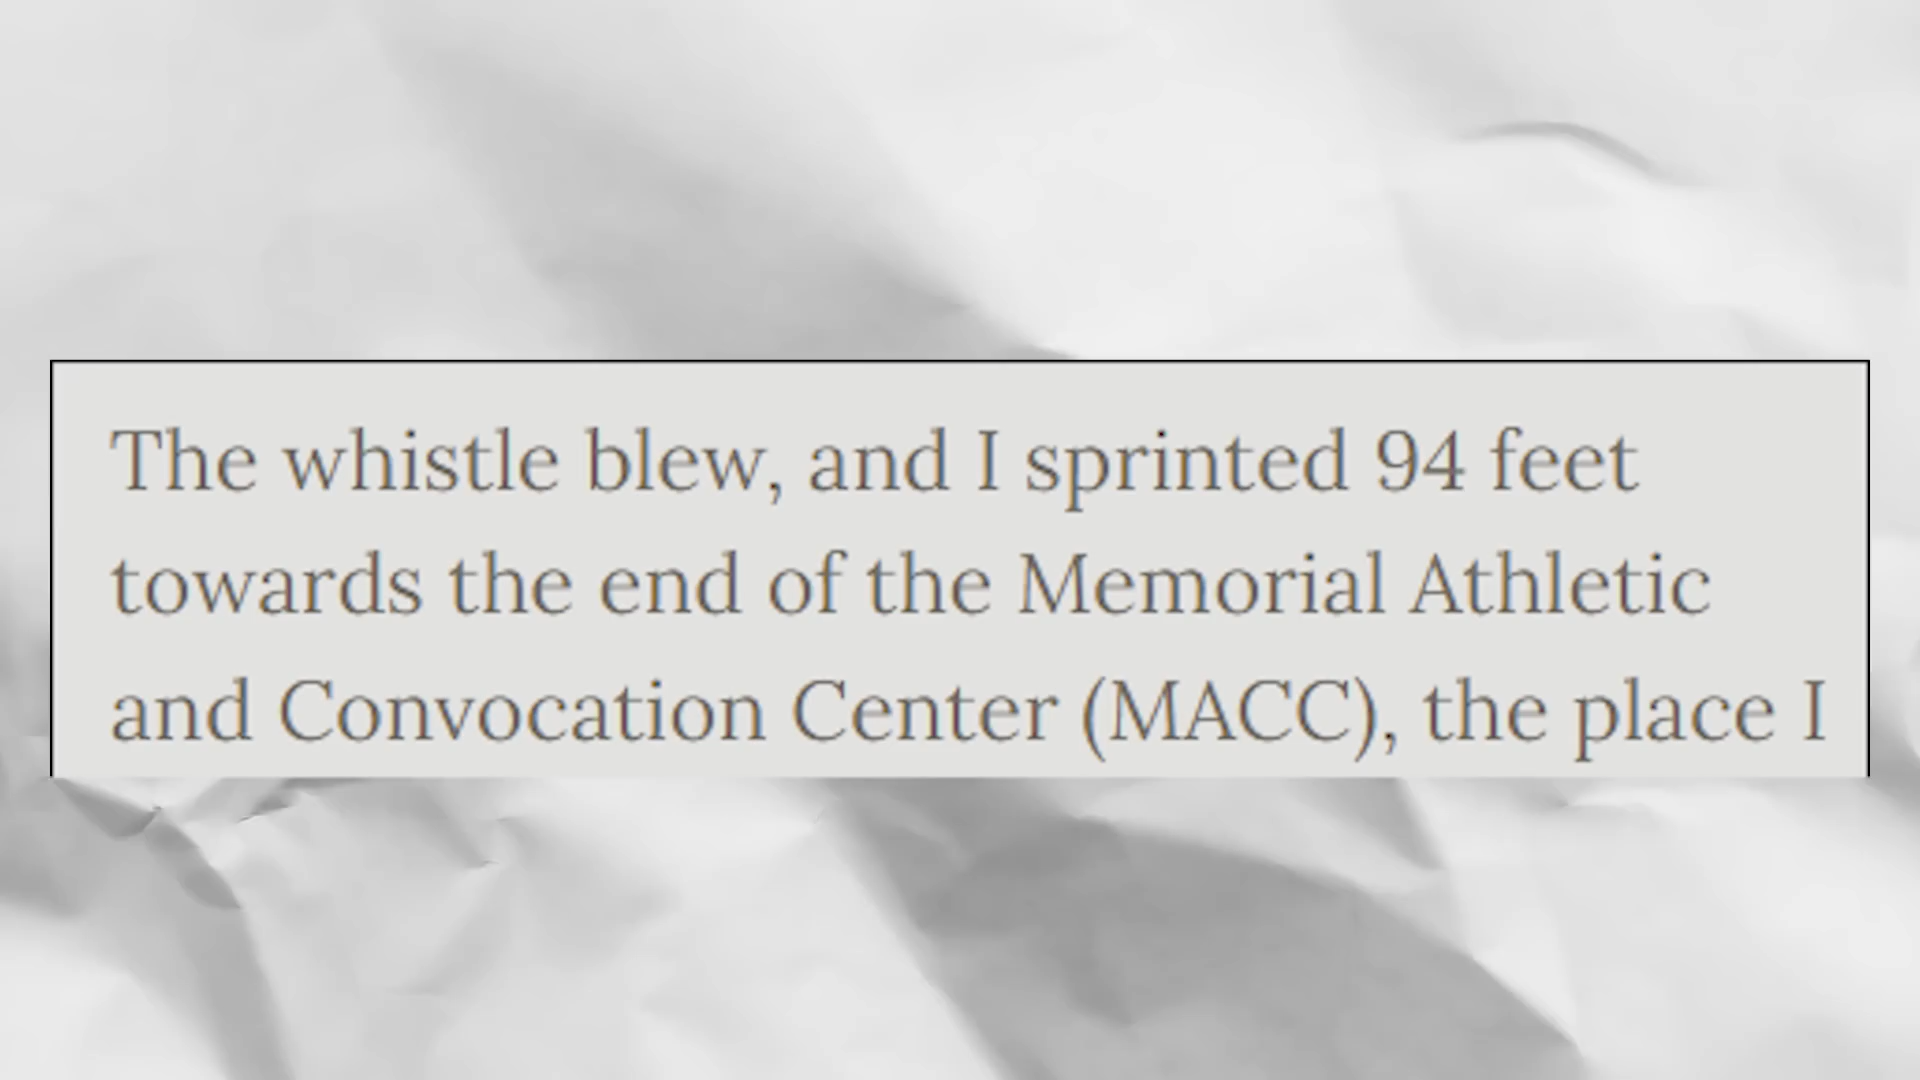 The whistle blew, and I sprinted 94 feet
towards the end of the Memorial Athletic
and Convocation Center (MACC), the place I